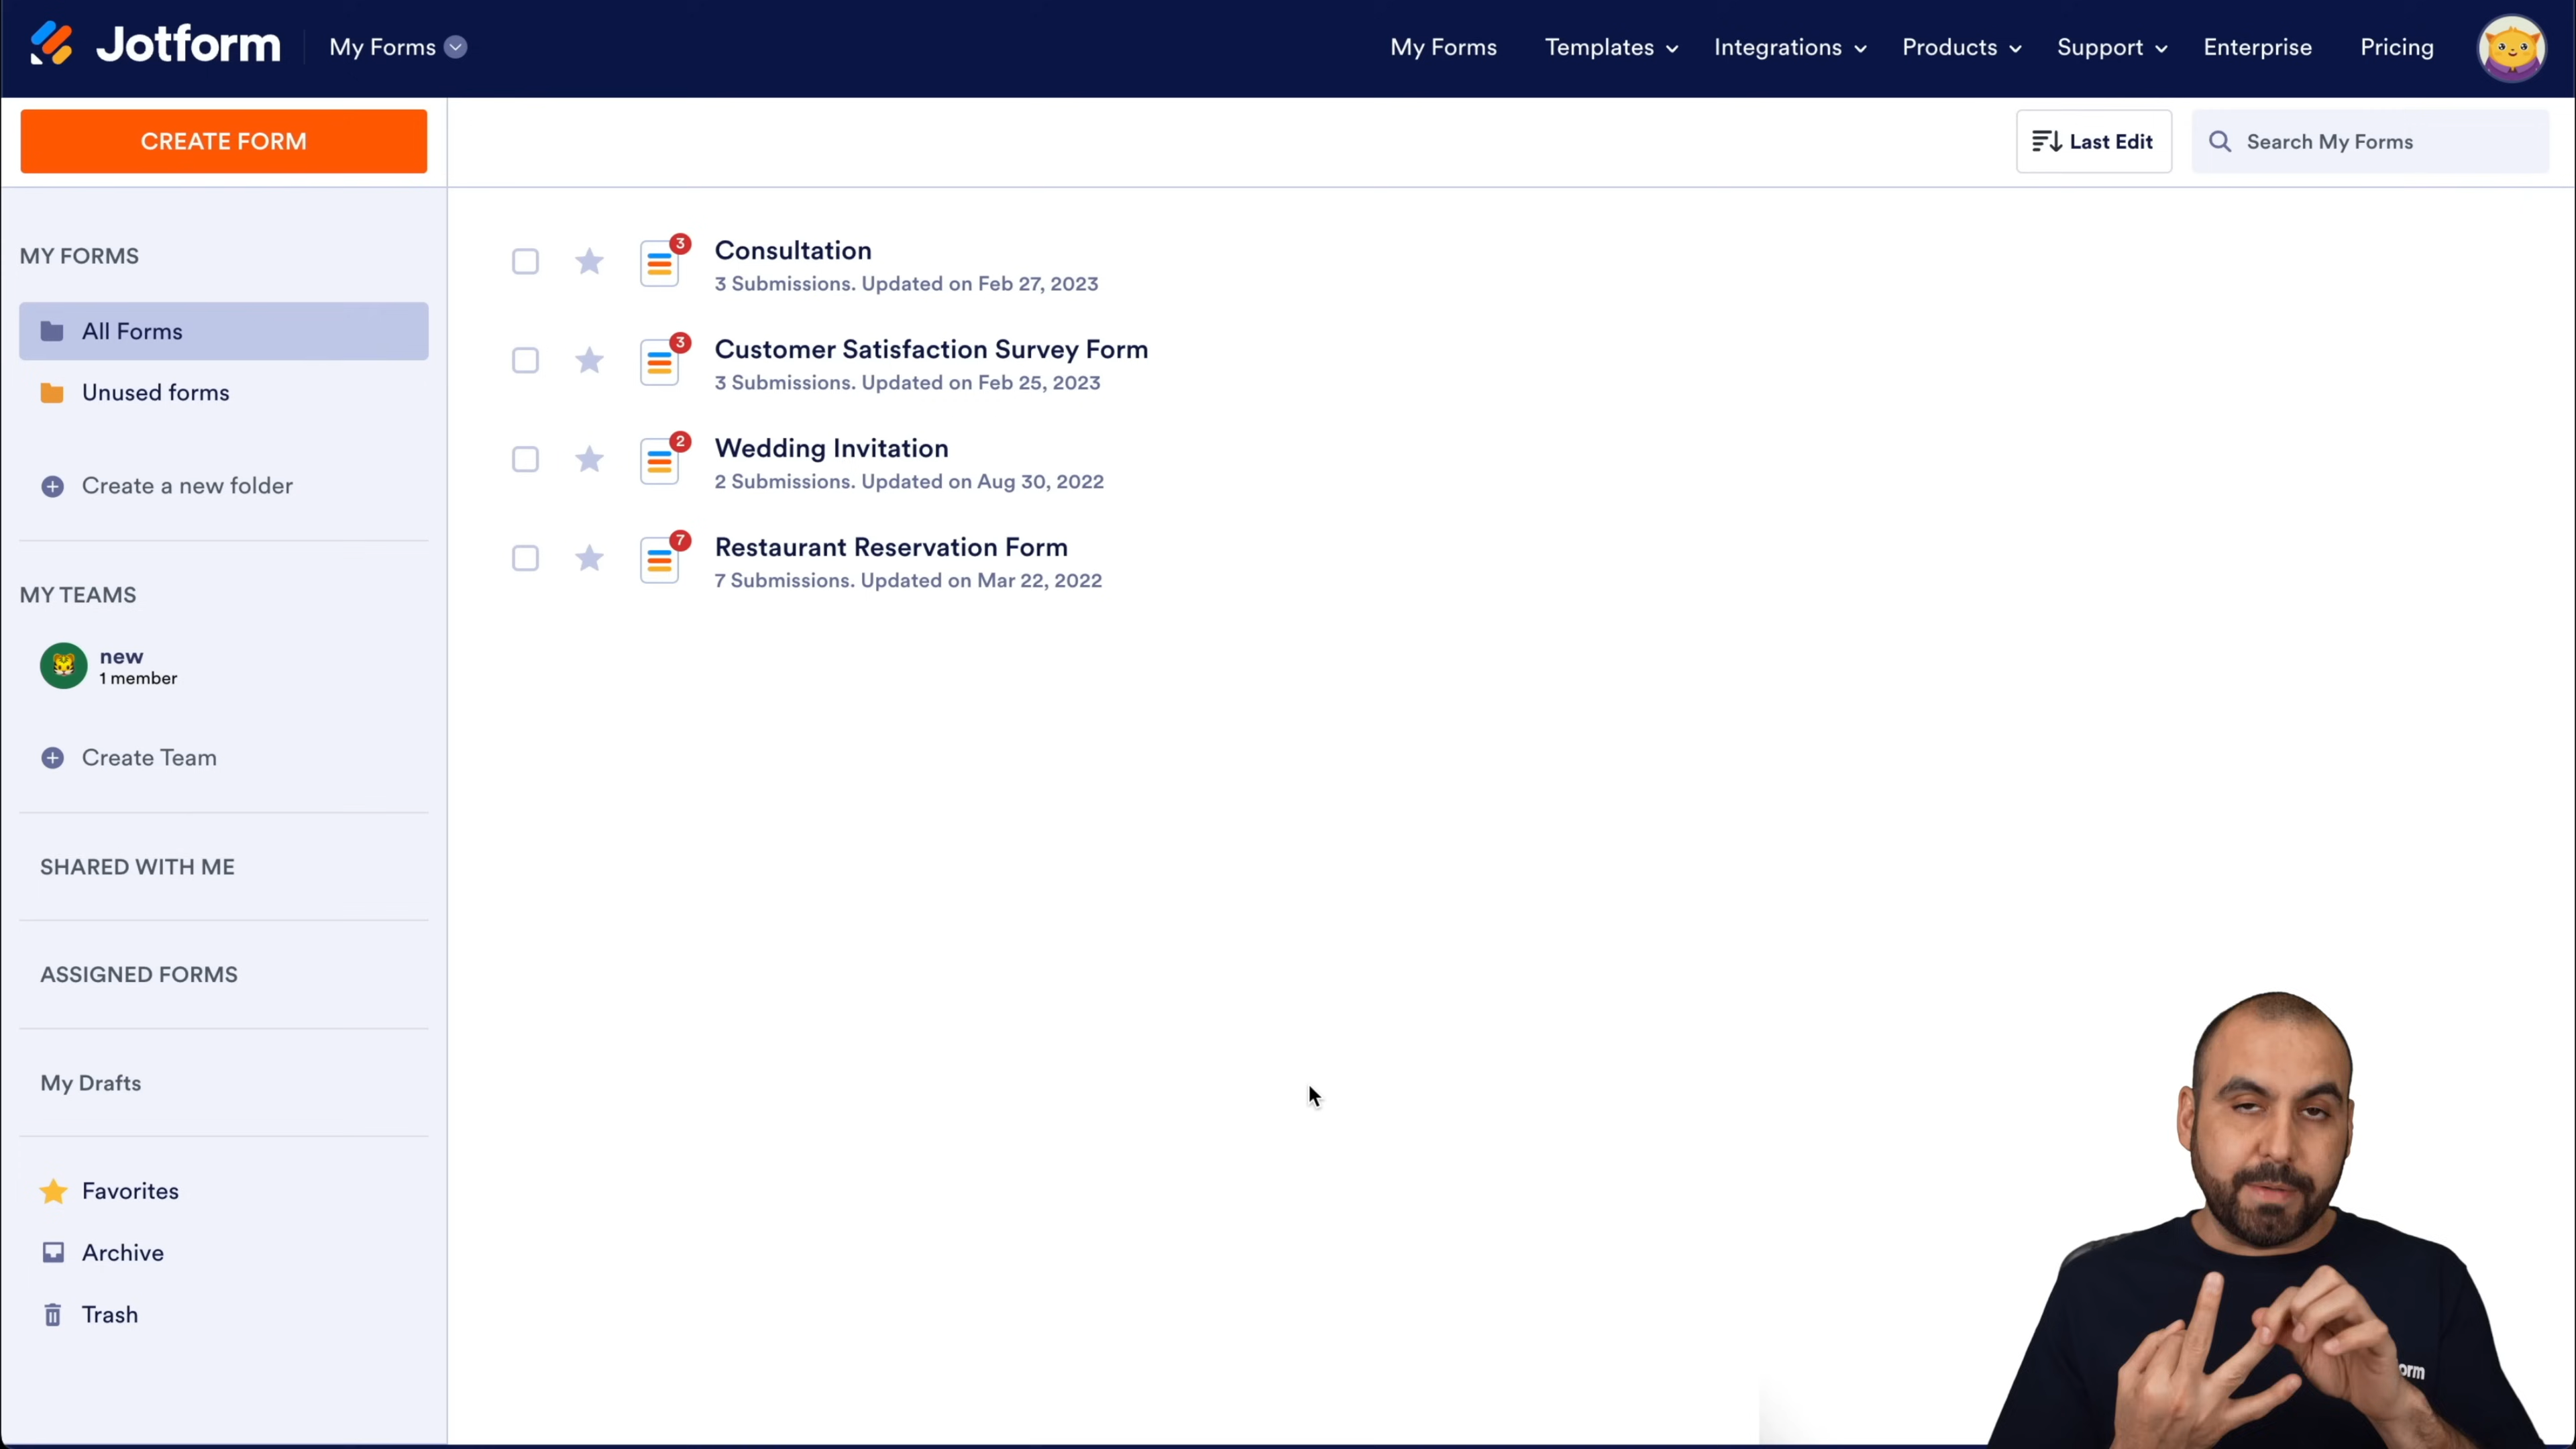 Jotform
My Forms
My Forms
Templates
Integrations
Products
Support
Enterprise
Pricing
CREATE FORM
Last Edit
Search My Forms
MY FORMS
All Forms
Unused forms
Create a new folder
MY TEAMS
new
1 member
Create Team
SHARED WITH ME
ASSIGNED FORMS
My Drafts
Favorites
Archive
Trash
3
Consultation
3 Submissions. Updated on Feb 27, 2023
3
Customer Satisfaction Survey Form
3 Submissions. Updated on Feb 25, 2023
2
Wedding Invitation
2 Submissions. Updated on Aug 30, 2022
7
Restaurant Reservation Form
7 Submissions. Updated on Mar 22, 2022
orm